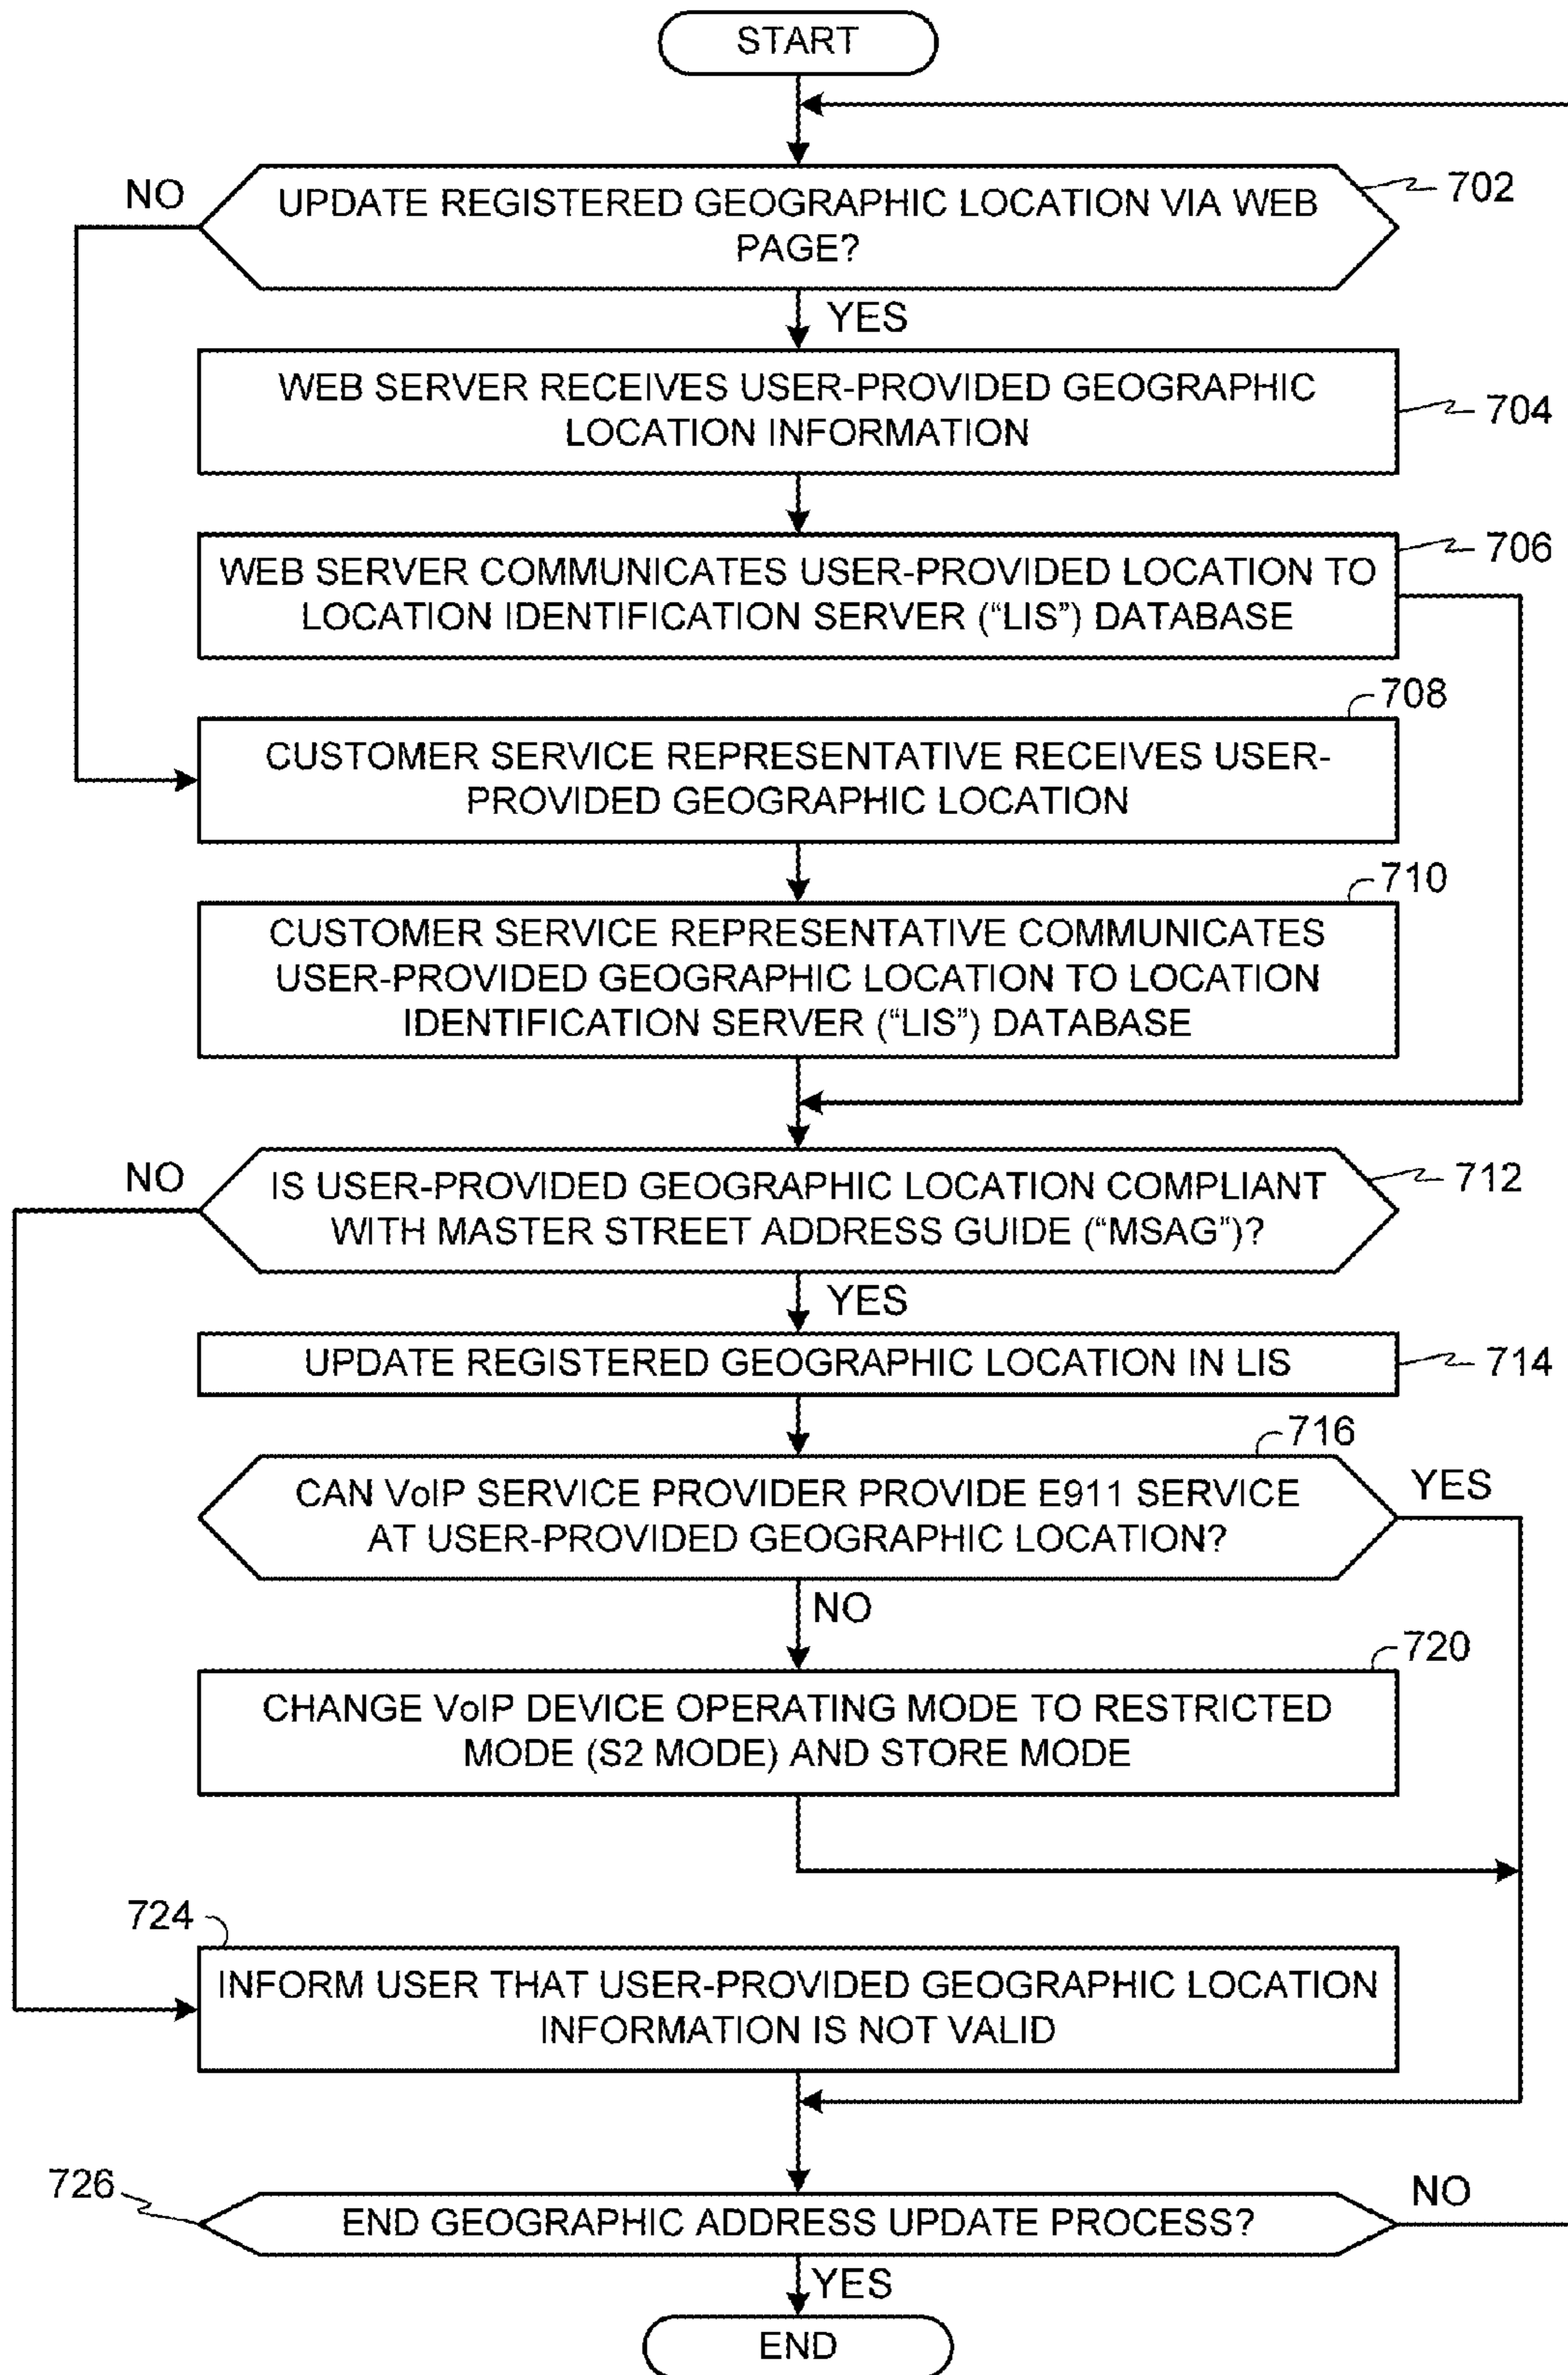 START
NO
UPDATE REGISTERED GEOGRAPHIC LOCATION VIA WEB
PAGE?
702
YES
WEB SERVER RECEIVES USER-PROVIDED GEOGRAPHIC
LOCATION INFORMATION
704
WEB SERVER COMMUNICATES USER-PROVIDED LOCATION TO
LOCATION IDENTIFICATION SERVER (“LIS”) DATABASE
706
708
CUSTOMER SERVICE REPRESENTATIVE RECEIVES USER-
PROVIDED GEOGRAPHIC LOCATION
710
CUSTOMER SERVICE REPRESENTATIVE COMMUNICATES
USER-PROVIDED GEOGRAPHIC LOCATION TO LOCATION
IDENTIFICATION SERVER (“LIS”) DATABASE
NO
IS USER-PROVIDED GEOGRAPHIC LOCATION COMPLIANT
WITH MASTER STREET ADDRESS GUIDE (“MSAG”)?
712
YES
UPDATE REGISTERED GEOGRAPHIC LOCATION IN LIS
714
716
CAN VoIP SERVICE PROVIDER PROVIDE E911 SERVICE
AT USER-PROVIDED GEOGRAPHIC LOCATION?
YES
NO
720
CHANGE VoIP DEVICE OPERATING MODE TO RESTRICTED
MODE (S2 MODE) AND STORE MODE
724
INFORM USER THAT USER-PROVIDED GEOGRAPHIC LOCATION
INFORMATION IS NOT VALID
726
END GEOGRAPHIC ADDRESS UPDATE PROCESS?
NO
YES
END